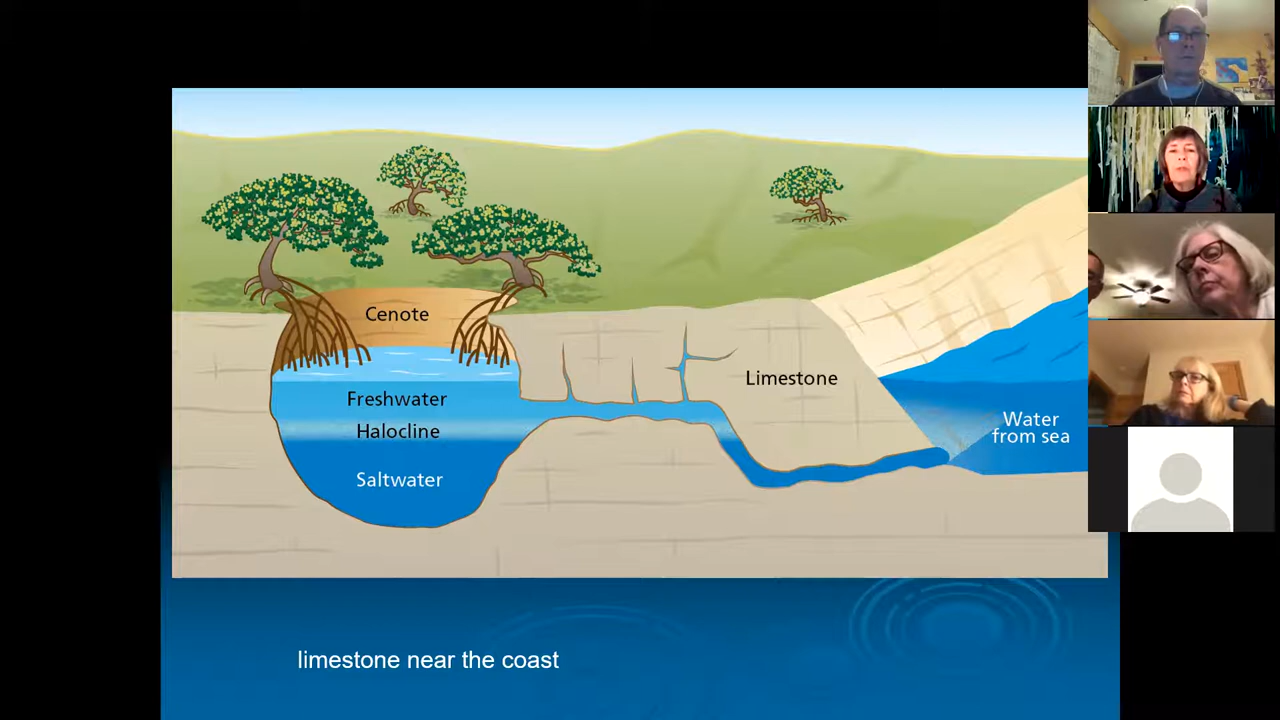 Cenote
Freshwater
Halocline
Saltwater
Limestone
Water
from sea
limestone near the coast